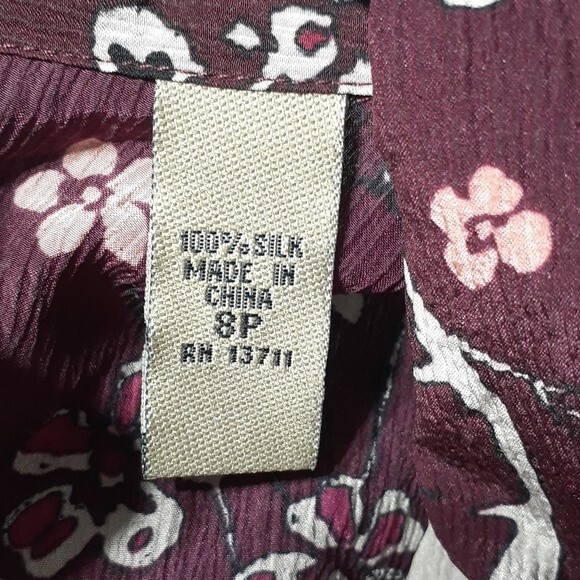 100% SILK
MADE IN
CHINA
8P
RN 13711